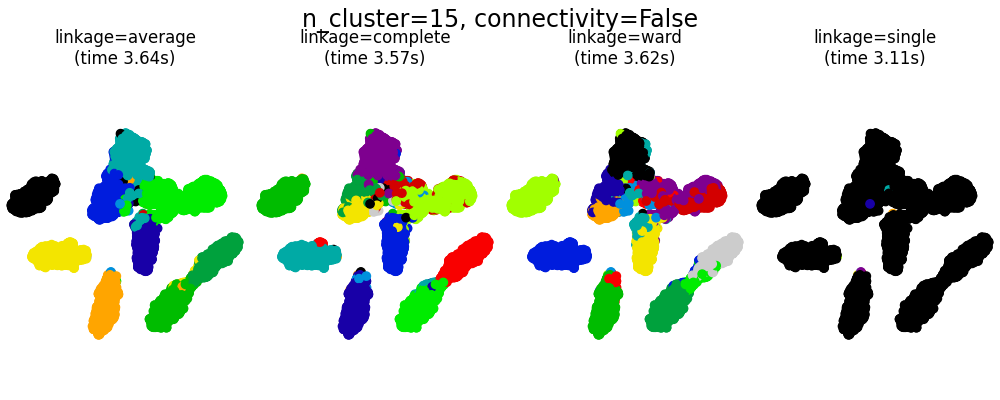 n_cluster=15, connectivity=False
linkage=average
(time 3.64s)
linkage=complete
(time 3.57s)
linkage=ward
(time 3.62s)
linkage=single
(time 3.11s)